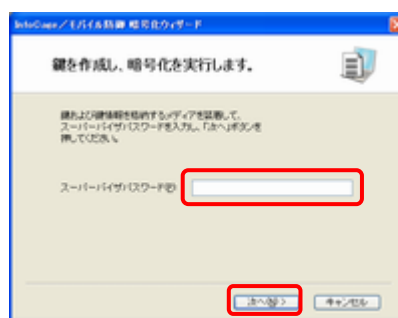 InfoCage/モバイル防御 暗号化ウィザード
鍵を作成し、暗号化を実行します。
鍵および鍵情報を格納するメディアを装着して、
スーパーバイザパスワードを入力し、「次へ」ボタンを
押してください。
スーパーバイザパスワード(P)
次へ(N) >
キャンセル